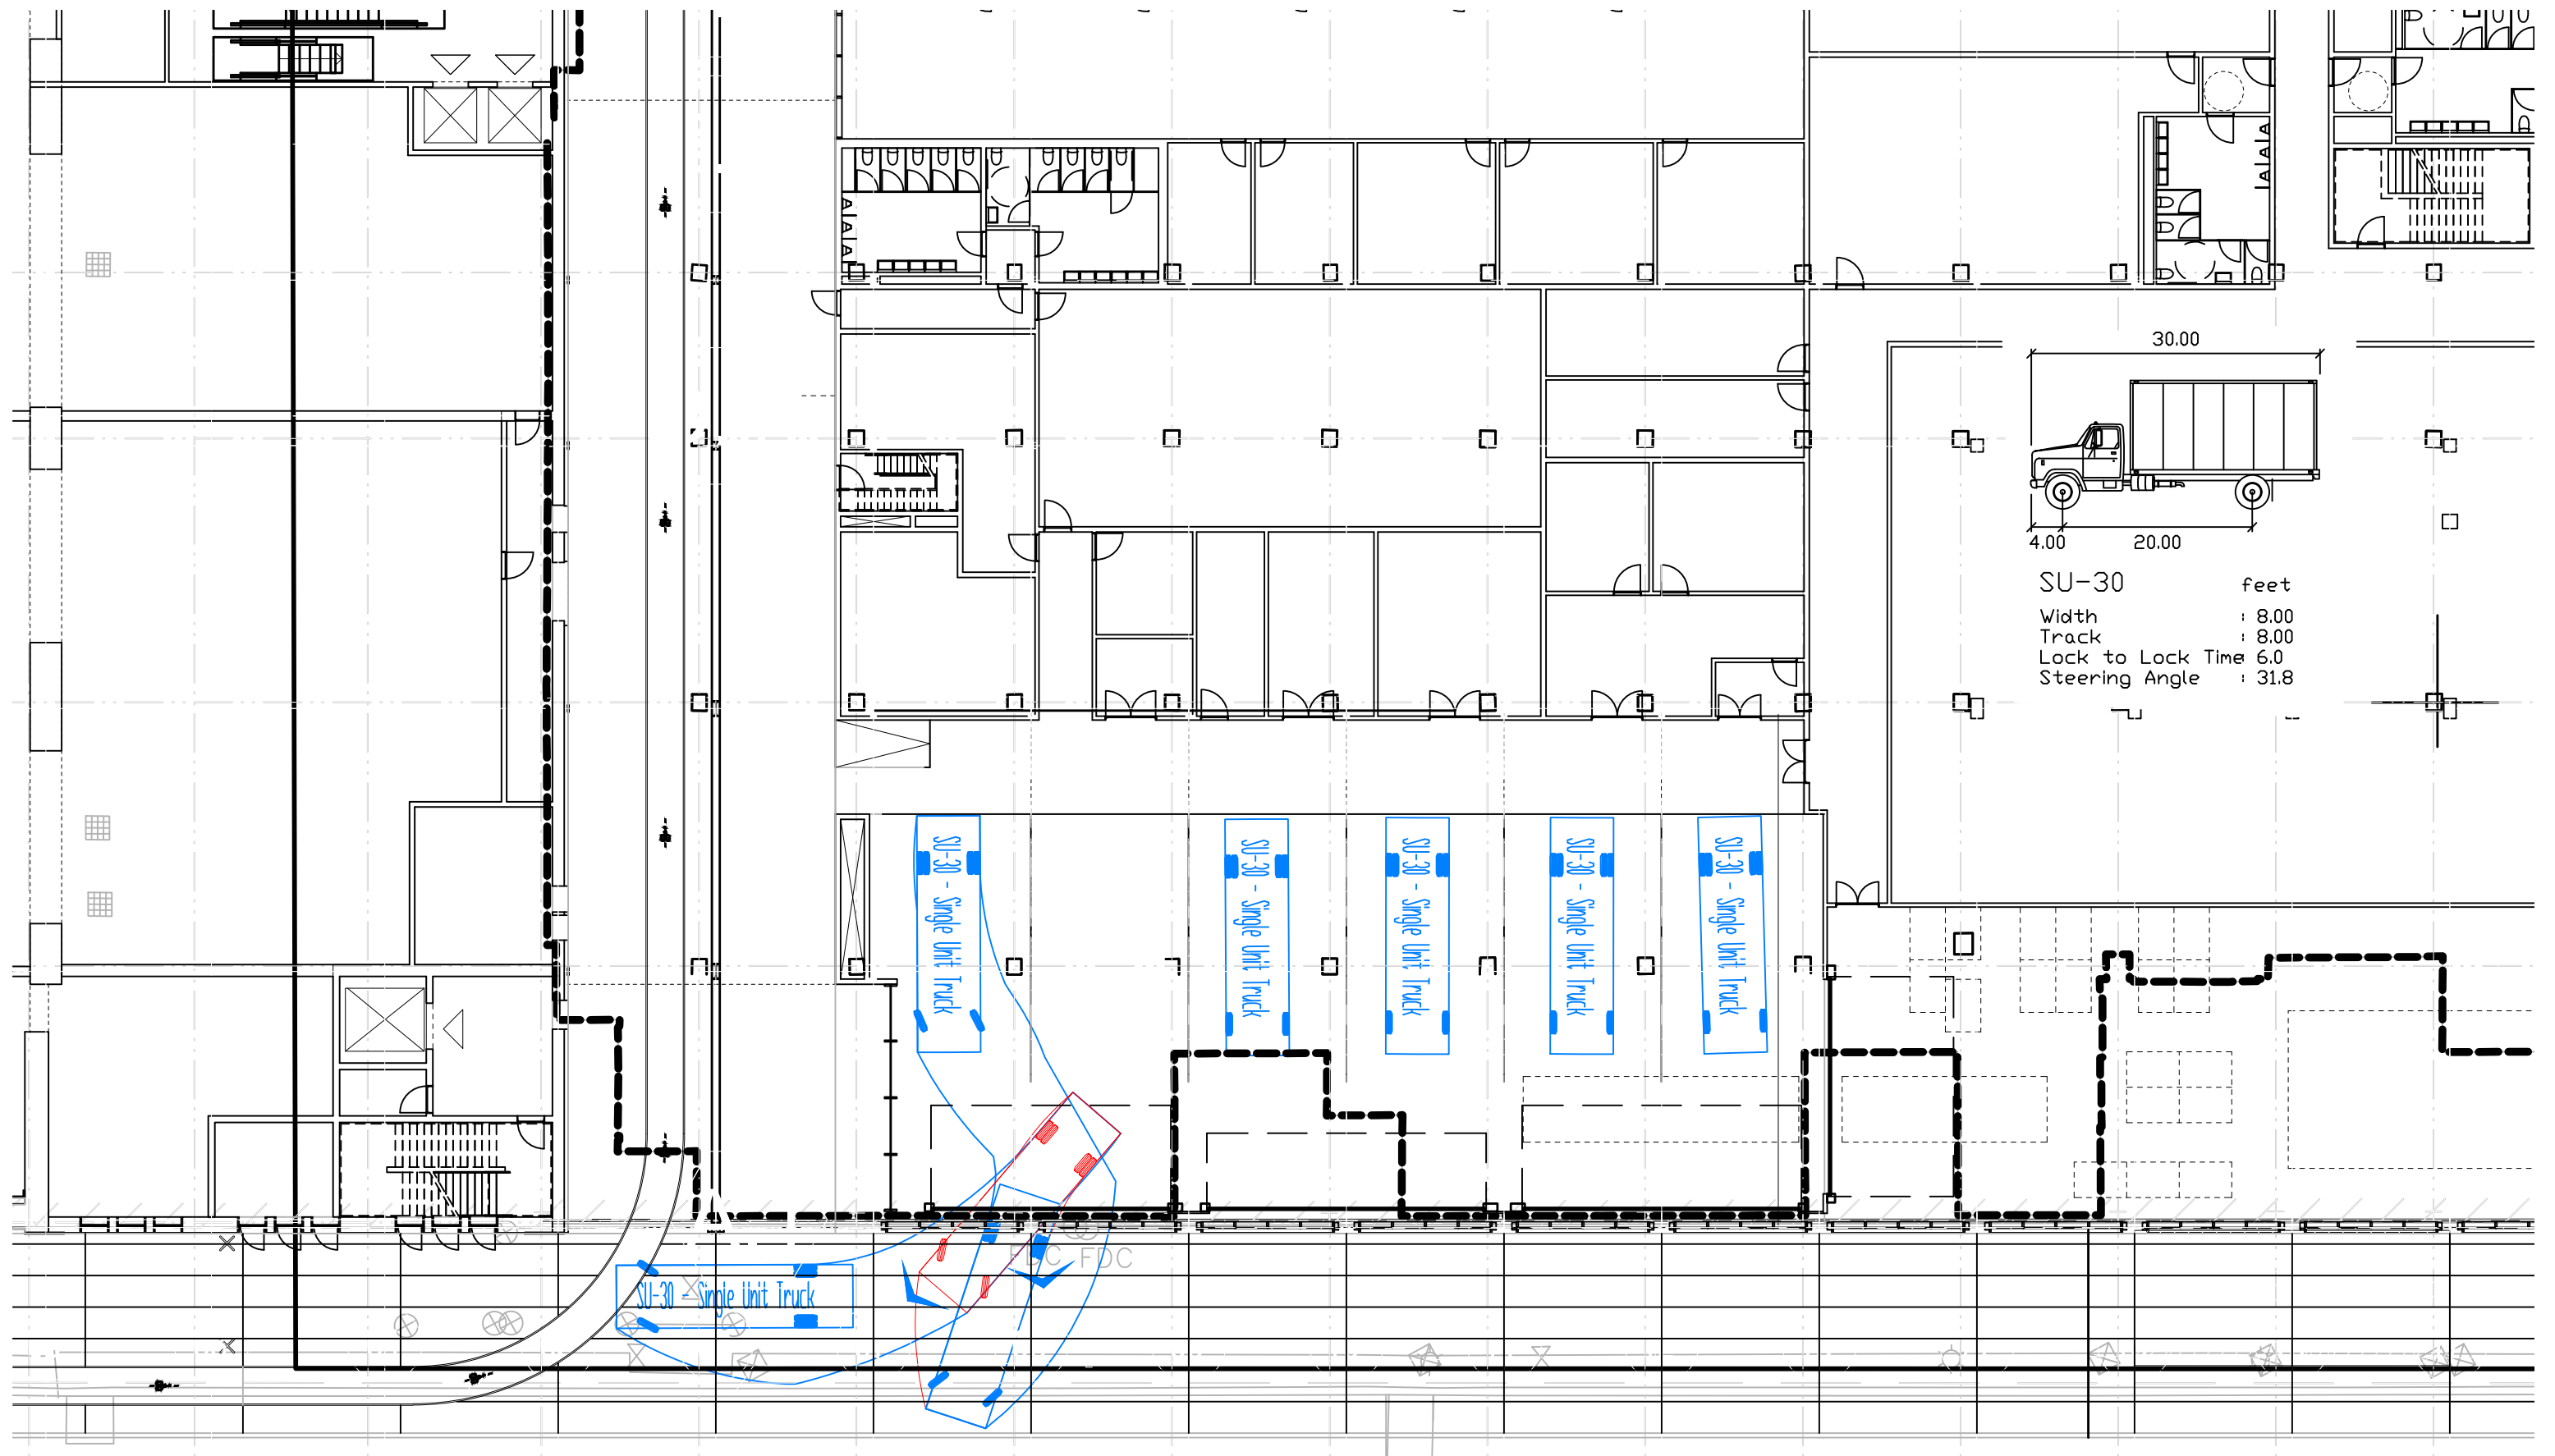 30.00
4.00 20.00
SU-30 feet
Width : 8.00
Track : 8.00
Lock to Lock Time : 6.0
Steering Angle : 31.8
SU-30 - Single Unit Truck
SU-30 - Single Unit Truck
SU-30 - Single Unit Truck
SU-30 - Single Unit Truck
SU-30 - Single Unit Truck
FDC FDC
SU-30 - Single Unit Truck